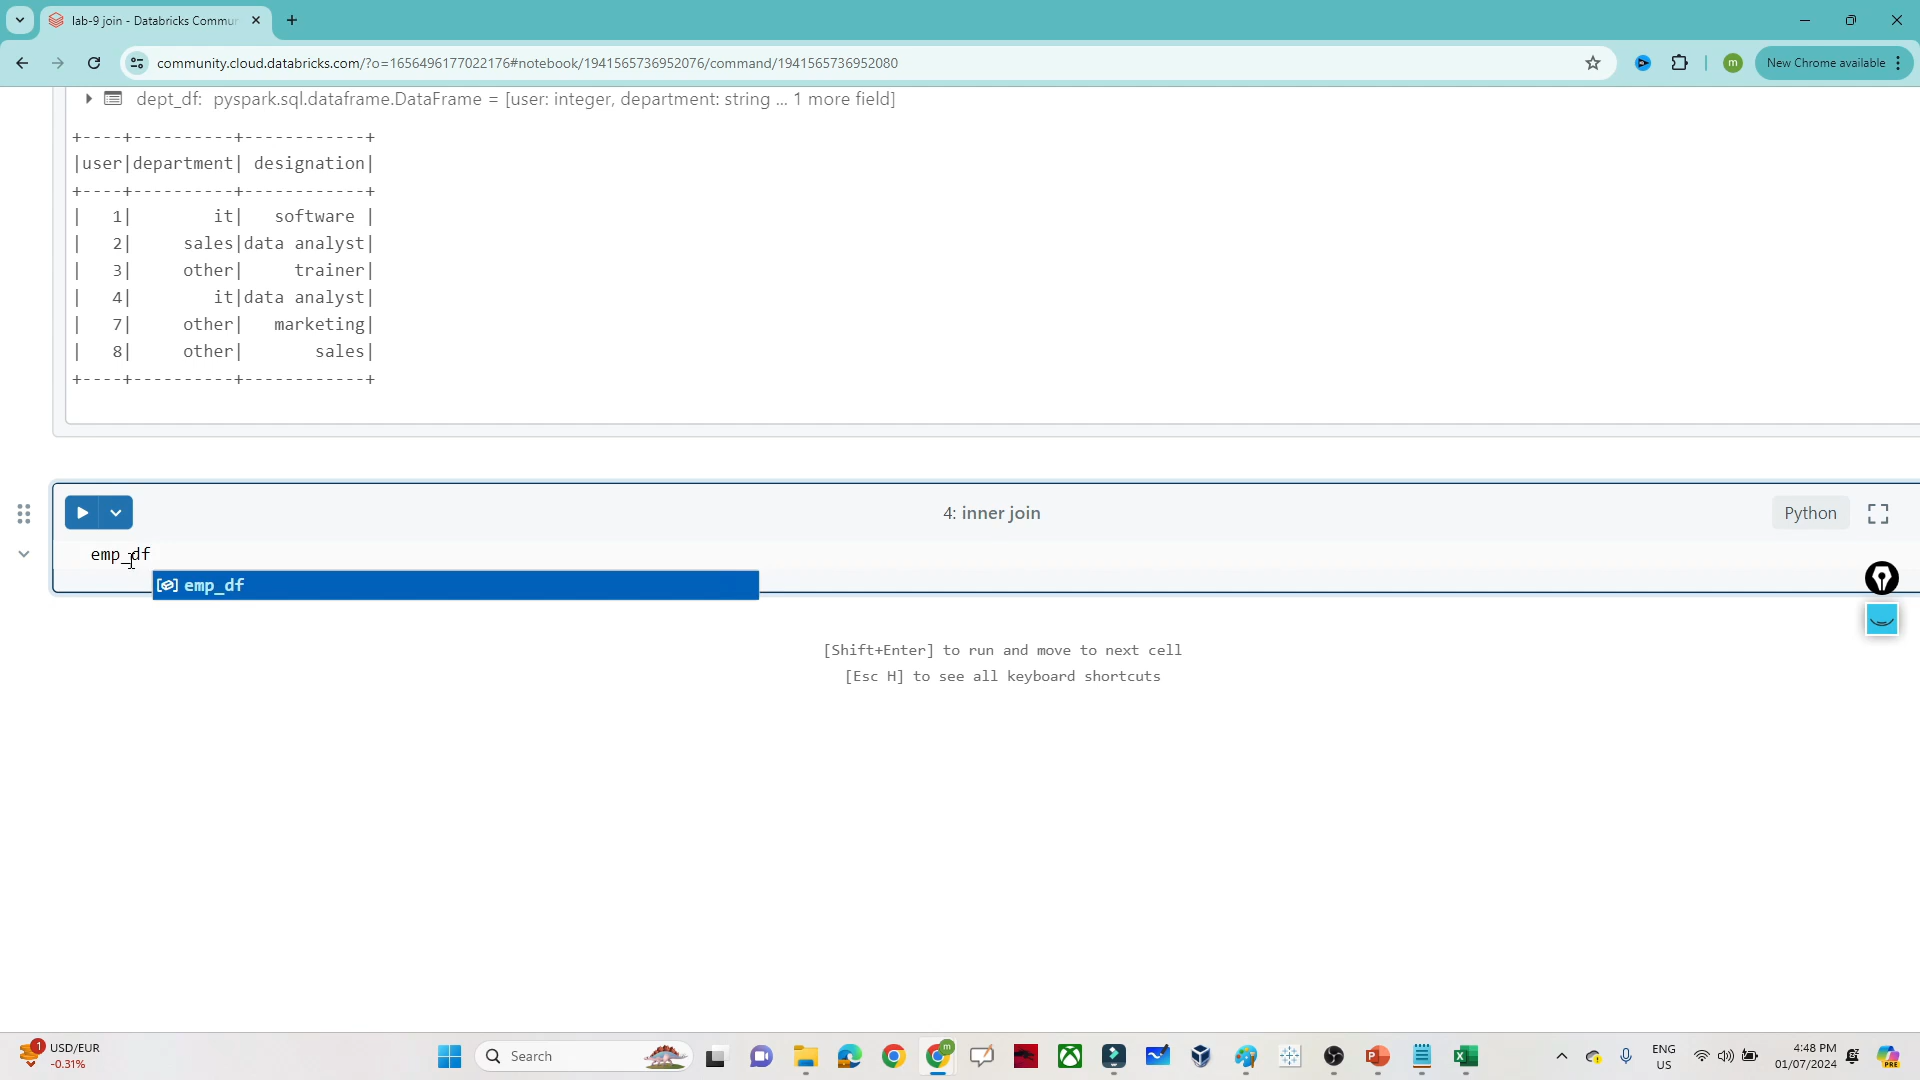 lab-9 join - Databricks Commun
community.cloud.databricks.com/?o=1656496177022176#notebook/1941565736952076/command/1941565736952080
m
New Chrome available
dept_df: pyspark.sql.dataframe.DataFrame = [user: integer, department: string ... 1 more field]
+----+----------+------------+
|user|department| designation|
+----+----------+------------+
|   1|        it|   software |
|   2|     sales|data analyst|
|   3|     other|     trainer|
|   4|        it|data analyst|
|   7|     other|   marketing|
|   8|     other|       sales|
+----+----------+------------+
4: inner join
Python
emp_df
emp_df
[Shift+Enter] to run and move to next cell
[Esc H] to see all keyboard shortcuts
1
USD/EUR
-0.31%
Search
m
ENG
US
4:48 PM
01/07/2024
PRE